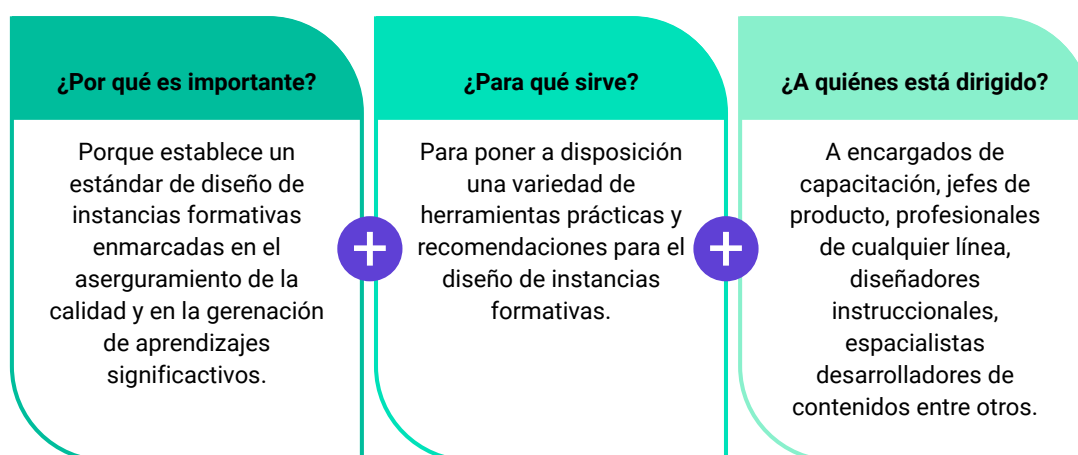 ¿Por qué es importante?
Porque establece un
estándar de diseño de
instancias formativas
enmarcadas en el
aserguramiento de la
calidad y en la gerenación
de aprendizajes
significactivos.
¿Para qué sirve?
Para poner a disposición
una variedad de
herramientas prácticas y
recomendaciones para el
diseño de instancias
formativas.
¿A quiénes está dirigido?
A encargados de
capacitación, jefes de
producto, profesionales
de cualquier línea,
diseñadores
instruccionales,
espacialistas
desarrolladores de
contenidos entre otros.